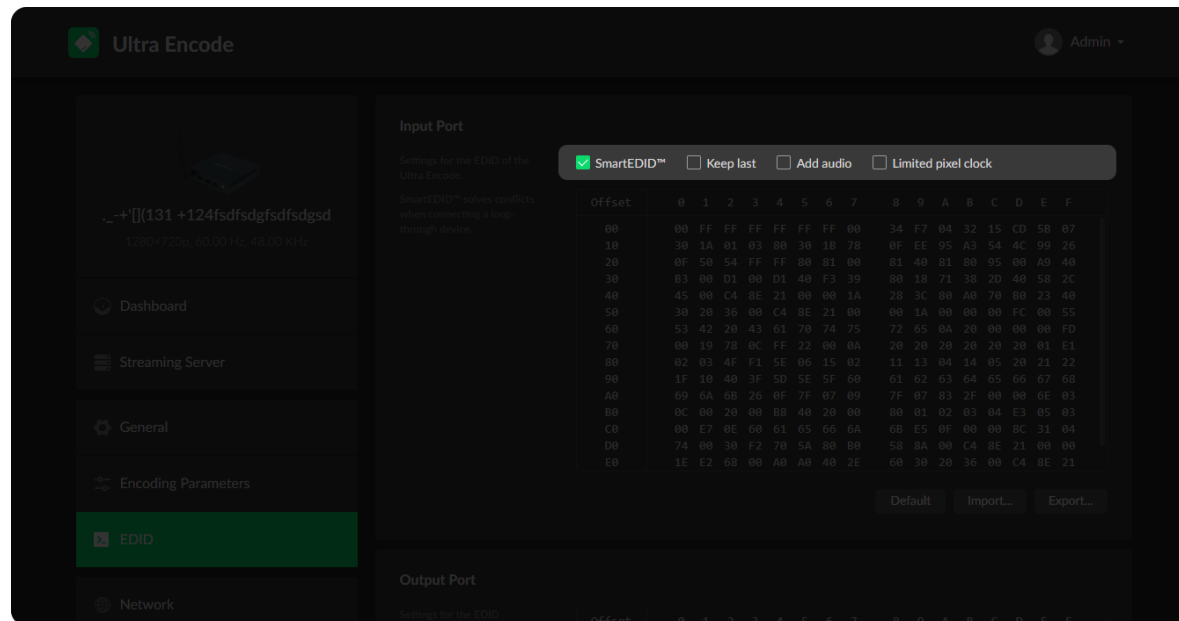 Ultra Encode
Admin
._-+'[](131 +124fsdfsdgfsdfsdgsd
1280×720p, 60.00 Hz, 48.00 KHz
Dashboard
Streaming Server
General
Encoding Parameters
EDID
Network
Input Port
Settings for the EDID of the
Ultra Encode.
SmartEDID™ solves conflicts
when connecting a loop-
through device.
SmartEDID™ Keep last Add audio Limited pixel clock
Offset 0 1 2 3 4 5 6 7 8 9 A B C D E F
00 00 FF FF FF FF FF FF 00 34 F7 04 32 15 CD 5B 07
10 30 1A 01 03 80 30 1B 78 0F EE 95 A3 54 4C 99 26
20 0F 50 54 FF FF 80 81 00 81 40 81 80 95 00 A9 40
30 B3 00 D1 00 D1 40 F3 39 80 18 71 38 2D 40 58 2C
40 45 00 C4 8E 21 00 00 1A 28 3C 80 A0 70 B0 23 40
50 30 20 36 00 C4 8E 21 00 00 1A 00 00 00 FC 00 55
60 53 42 20 43 61 70 74 75 72 65 0A 20 00 00 00 FD
70 00 19 78 0C FF 22 00 0A 20 20 20 20 20 20 01 E1
80 02 03 4F F1 5E 06 15 02 11 13 04 14 05 20 21 22
90 1F 10 40 3F 5D 5E 5F 60 61 62 63 64 65 66 67 68
A0 69 6A 6B 26 0F 7F 07 09 7F 07 83 2F 00 00 6E 03
B0 0C 00 20 00 B8 40 20 00 80 01 02 03 04 E3 05 03
C0 00 E7 0E 60 61 65 66 6A 6B E5 0F 00 00 8C 31 04
D0 74 00 30 F2 70 5A 80 B0 58 8A 00 C4 8E 21 00 00
E0 1E E2 68 00 A0 A0 40 2E 60 30 20 36 00 C4 8E 21
Default Import... Export...
Output Port
Settings for the EDID
Offset 0 1 2 3 4 5 6 7 8 9 A B C D E F